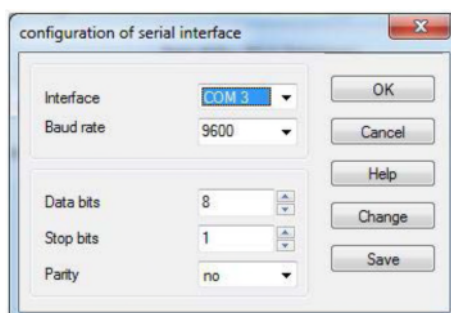 configuration of serial interface
Interface
COM 3
Baud rate
9600
Data bits
8
Stop bits
1
Parity
no
OK
Cancel
Help
Change
Save